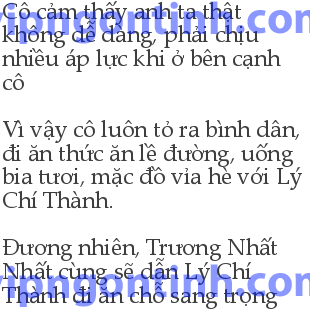 Cô cảm thấy anh ta thật
không dễ dàng, phải chịu
nhiều áp lực khi ở bên cạnh
cô
Vì vậy cô luôn tỏ ra bình dân,
đi ăn thức ăn lề đường, uống
bia tươi, mặc đồ vỉa hè với Lý
Chí Thành.
Đương nhiên, Trương Nhất
Nhất cùng sẽ dẫn Lý Chí
Thành đi ăn chỗ sang trọng